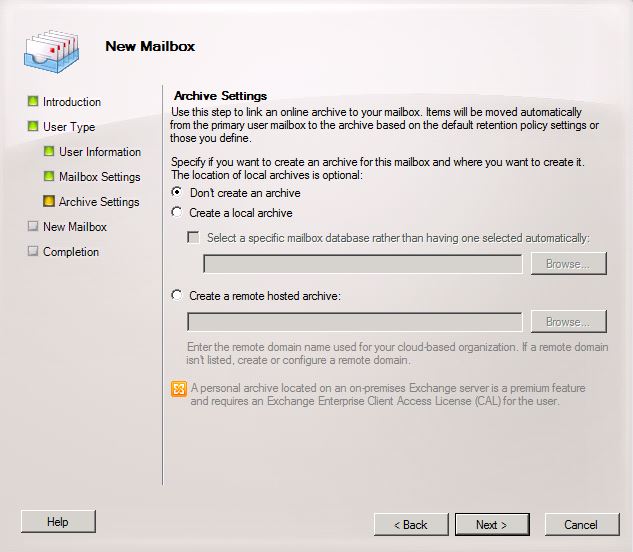 New Mailbox
Introduction
User Type
User Information
Mailbox Settings
Archive Settings
New Mailbox
Completion
Archive Settings
Use this step to link an online archive to your mailbox. Items will be moved automatically
from the primary user mailbox to the archive based on the default retention policy settings or
those you define.
Specify if you want to create an archive for this mailbox and where you want to create it.
The location of local archives is optional:
Don't create an archive
Create a local archive
Select a specific mailbox database rather than having one selected automatically:
Browse...
Create a remote hosted archive:
Browse...
Enter the remote domain name used for your cloud-based organization. If a remote domain
isn't listed, create or configure a remote domain.
A personal archive located on an on-premises Exchange server is a premium feature
and requires an Exchange Enterprise Client Access License (CAL) for the user.
Help
< Back
Next >
Cancel